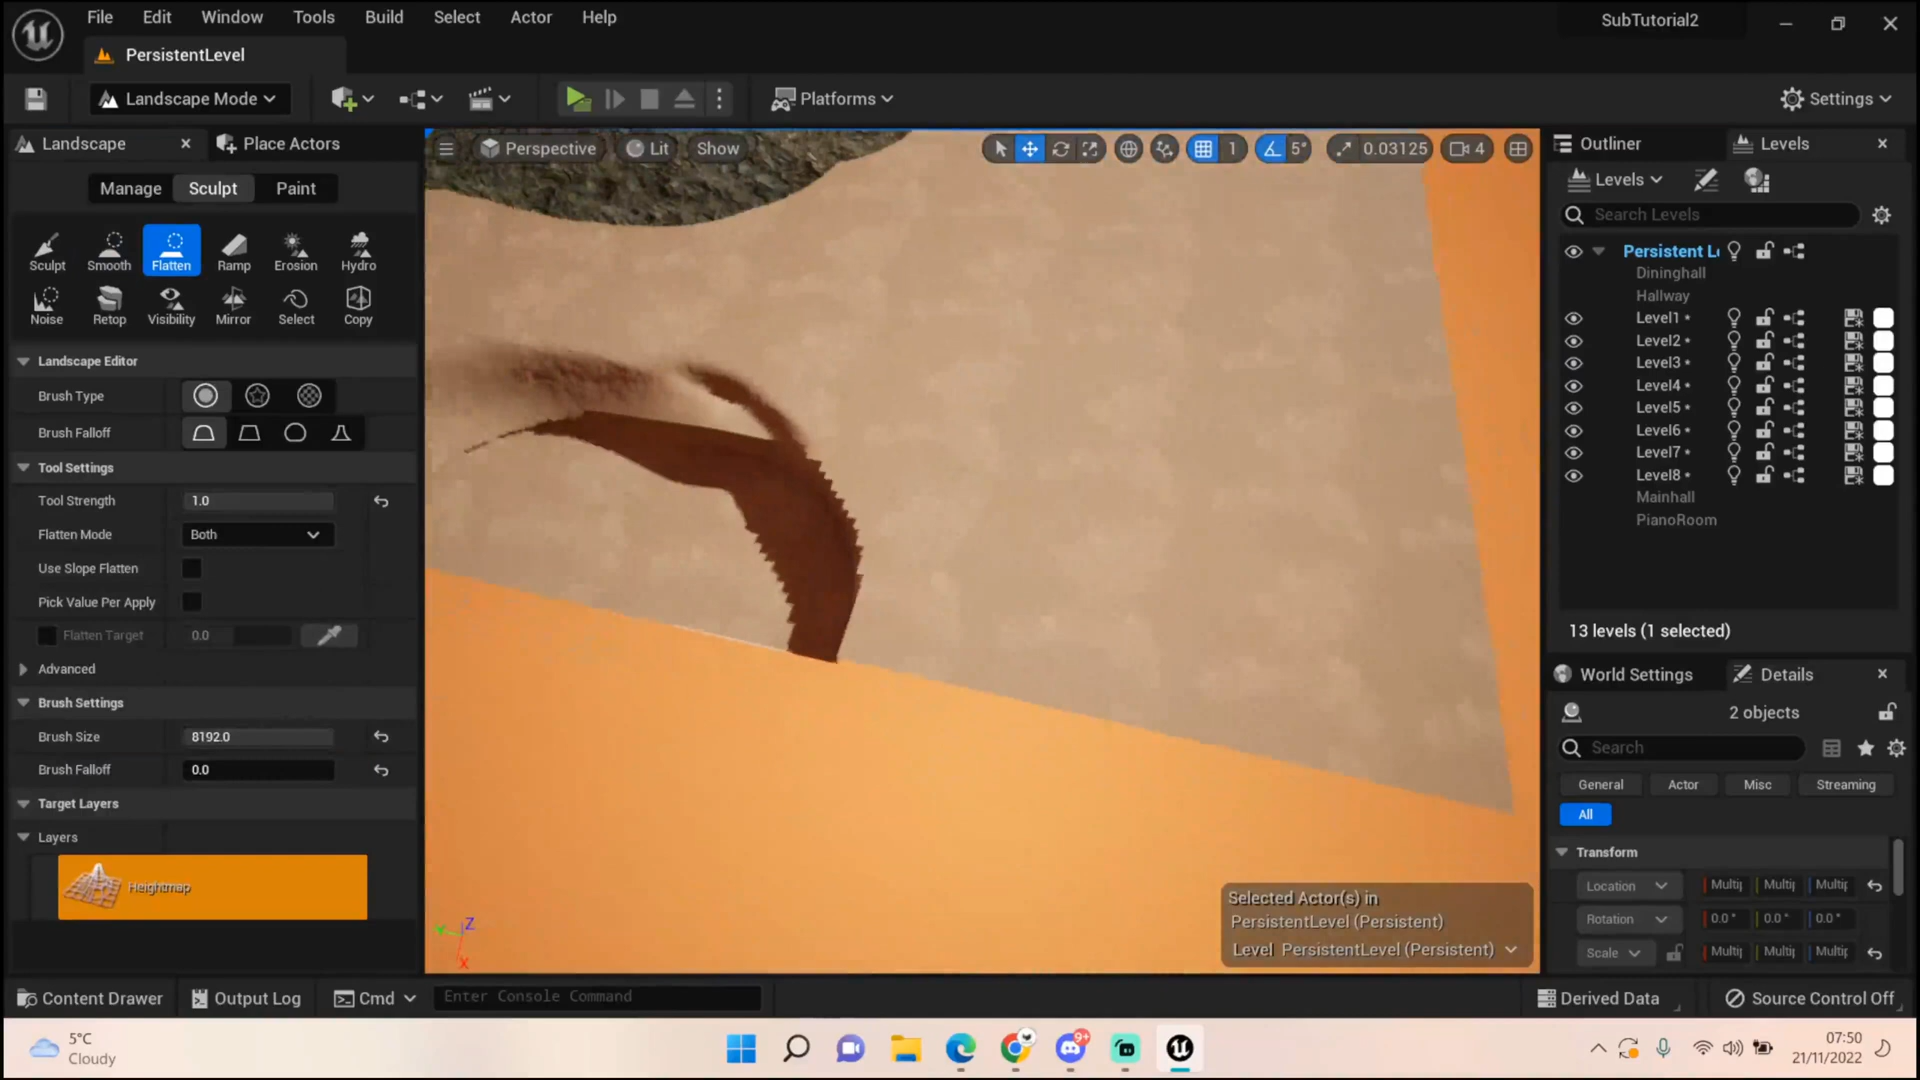 File Edit Window Tools Build Select Actor Help
SubTutorial2
PersistentLevel
Landscape Mode
Platforms
Settings
Landscape
Place Actors
Perspective
Lit
Show
1
5°
0.03125
4
Outliner
Levels
Manage
Sculpt
Paint
Levels
Search Levels
Sculpt Smooth Flatten Ramp Erosion Hydro
Noise Retop Visibility Mirror Select Copy
Persistent L
Dininghall
Hallway
Level1 *
Level2 *
Level3 *
Level4 *
Level5 *
Level6 *
Level7 *
Level8 *
Mainhall
PianoRoom
13 levels (1 selected)
Landscape Editor
Brush Type
Brush Falloff
Tool Settings
Tool Strength 1.0
Flatten Mode Both
Use Slope Flatten
Pick Value Per Apply
Flatten Target 0.0
Advanced
Brush Settings
Brush Size 8192.0
Brush Falloff 0.0
Target Layers
Layers
Heightmap
World Settings
Details
2 objects
Search
General Actor Misc Streaming
All
Transform
Location Multi Multi Multi
Rotation 0.0° 0.0° 0.0°
Scale Multi Multi Multi
Z
X
Selected Actor(s) in
PersistentLevel (Persistent)
Level PersistentLevel (Persistent)
Content Drawer
Output Log
Cmd
Enter Console Command
Derived Data
Source Control Off
5°C
Cloudy
9+
07:50
21/11/2022